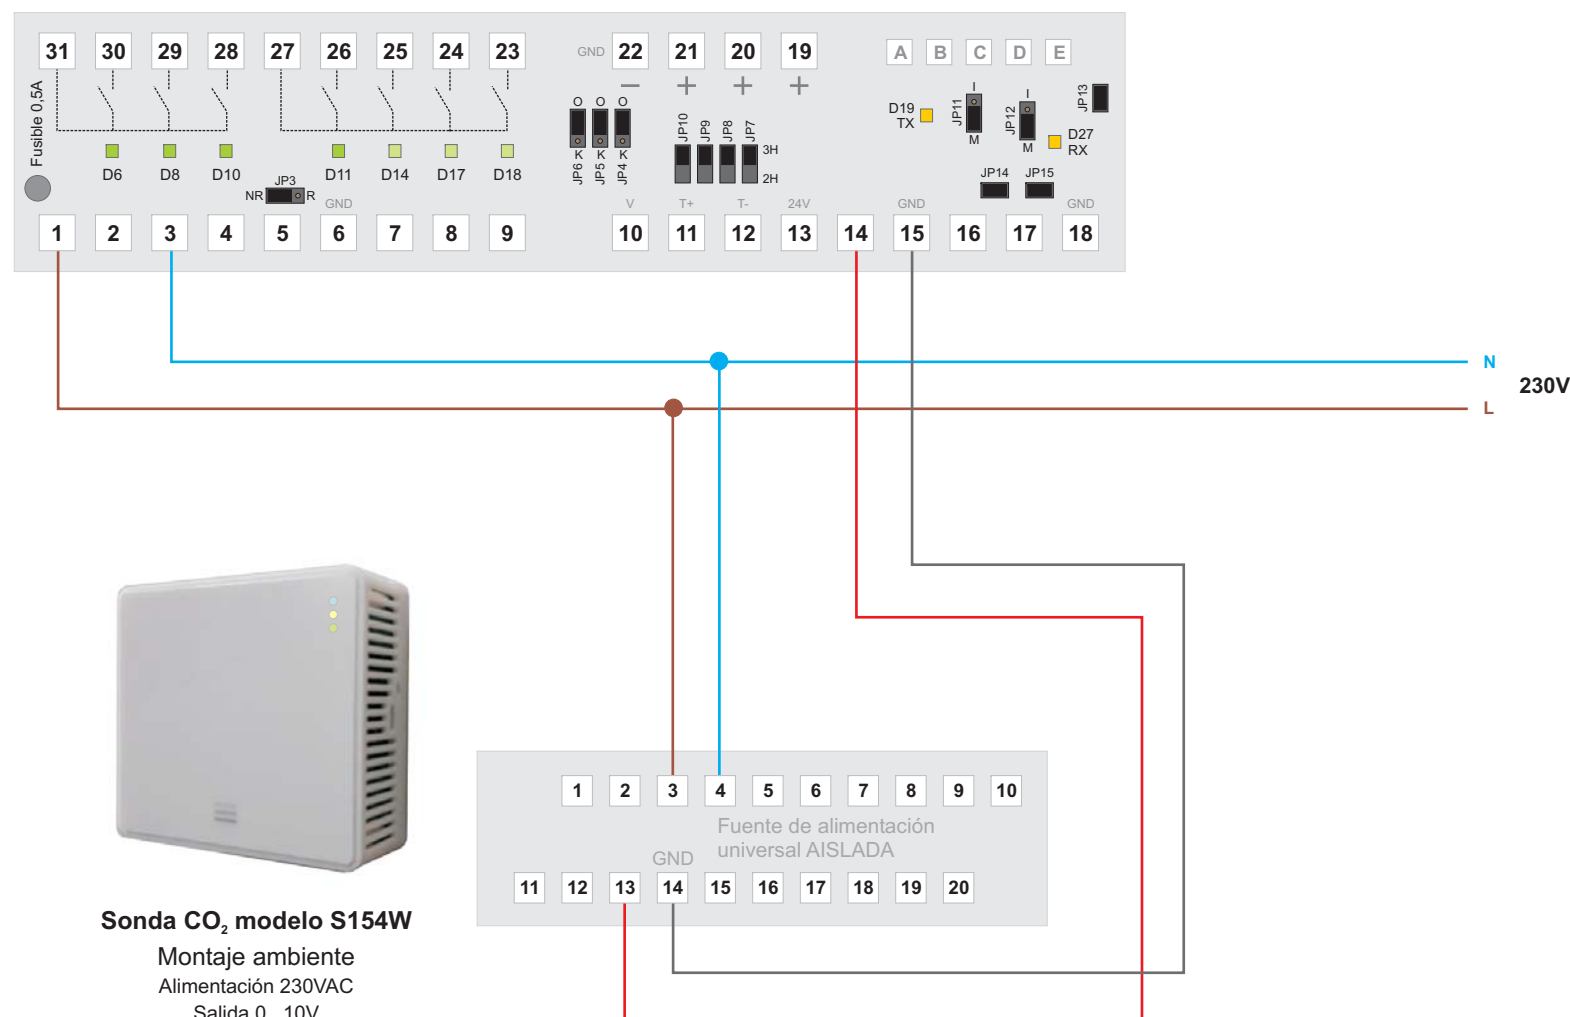 31 30 29 28 27 26 25 24 23 GND 22 21 20 19 A B C D E
− + + +
Fusible 0,5A
O O O
K K K
JP6 JP5 JP4
JP10 JP9 JP8 JP7
3H
2H
D19
TX
JP11
I
M
JP12
I
M
JP13
D27
RX
D6 D8 D10 D11 D14 D17 D18
JP3
NR R
JP14 JP15
GND V T+ T- 24V GND GND
1 2 3 4 5 6 7 8 9 10 11 12 13 14 15 16 17 18
N
230V
L
1 2 3 4 5 6 7 8 9 10
Fuente de alimentación
universal AISLADA
GND
11 12 13 14 15 16 17 18 19 20
Sonda CO₂ modelo S154W
Montaje ambiente
Alimentación 230VAC
Salida 0...10V